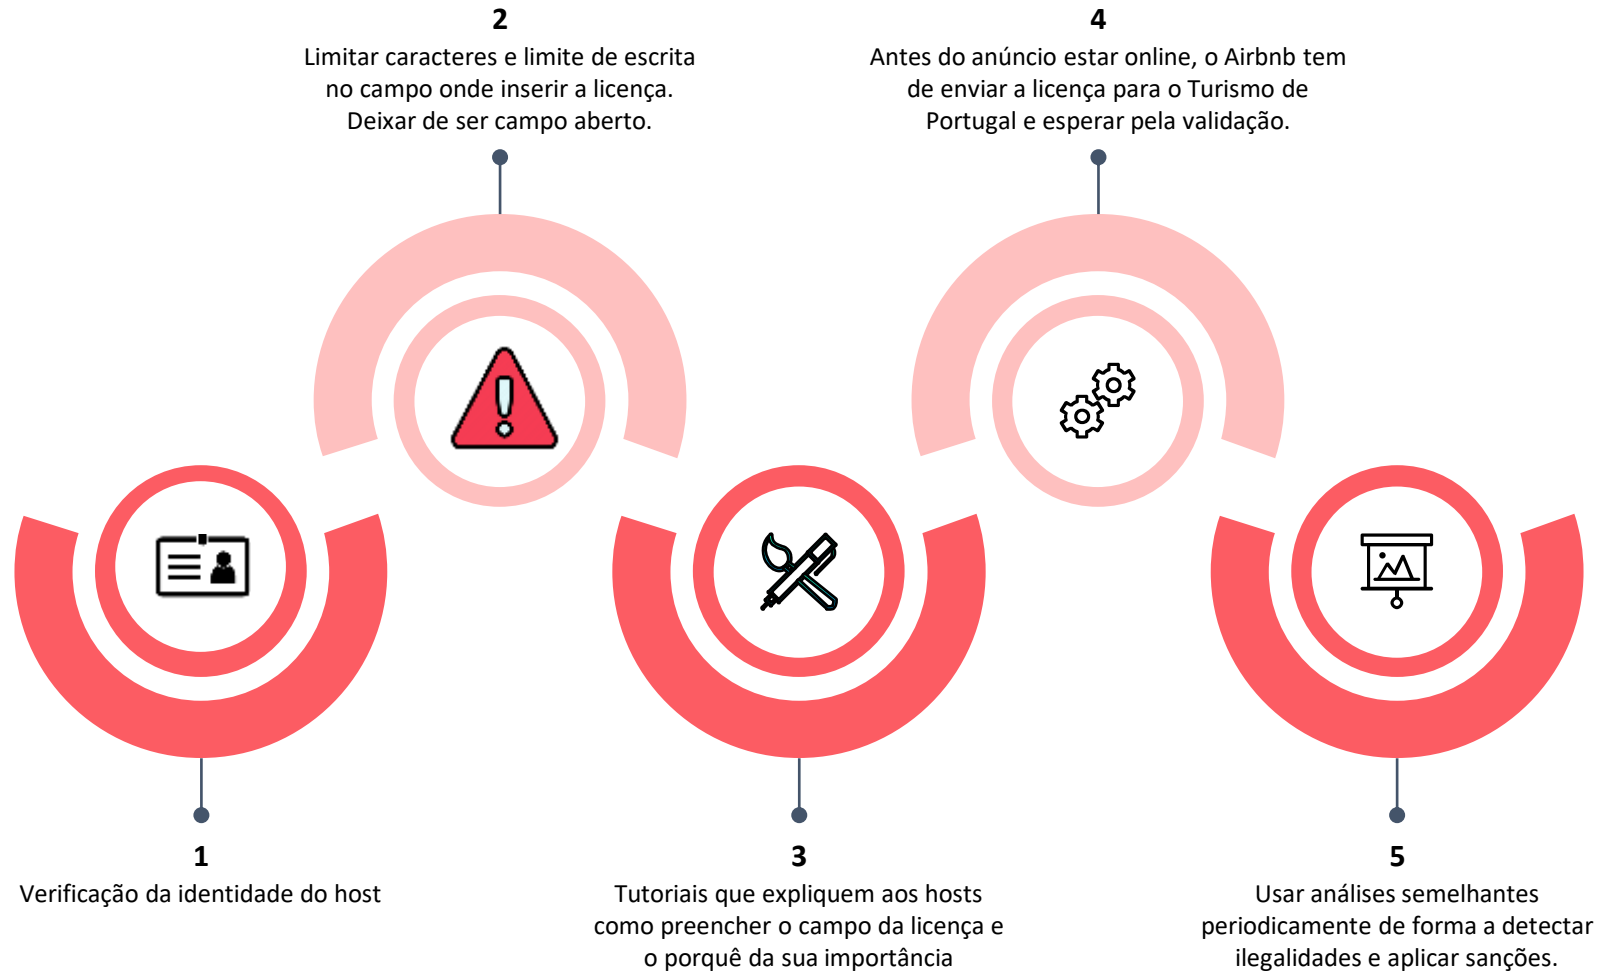 2
Limitar caracteres e limite de escrita
no campo onde inserir a licença.
Deixar de ser campo aberto.
4
Antes do anúncio estar online, o Airbnb tem
de enviar a licença para o Turismo de
Portugal e esperar pela validação.
1
Verificação da identidade do host
3
Tutoriais que expliquem aos hosts
como preencher o campo da licença e
o porquê da sua importância
5
Usar análises semelhantes
periodicamente de forma a detectar
ilegalidades e aplicar sanções.